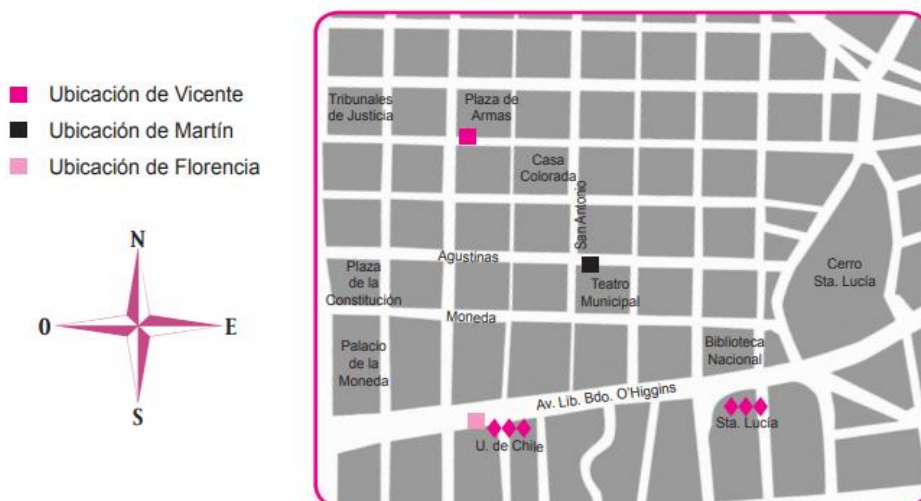 Ubicación de Vicente
Ubicación de Martín
Ubicación de Florencia
N
O
E
S
Tribunales
de Justicia
Plaza de
Armas
Casa
Colorada
San Antonio
Agustinas
Plaza
de la
Constitución
Teatro
Municipal
Cerro
Sta. Lucía
Moneda
Palacio
de la
Moneda
Biblioteca
Nacional
Av. Lib. Bdo. O'Higgins
Sta. Lucía
U. de Chile